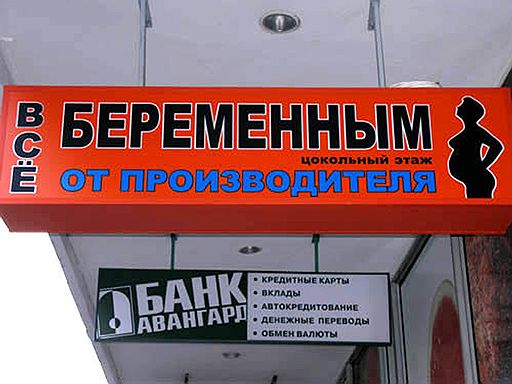 ВСЁ
БЕРЕМЕННЫМ
цокольный этаж
ОТ ПРОИЗВОДИТЕЛЯ
БАНК
АВАНГАРД
• КРЕДИТНЫЕ КАРТЫ
• ВКЛАДЫ
• АВТОКРЕДИТОВАНИЕ
• ДЕНЕЖНЫЕ ПЕРЕВОДЫ
• ОБМЕН ВАЛЮТЫ